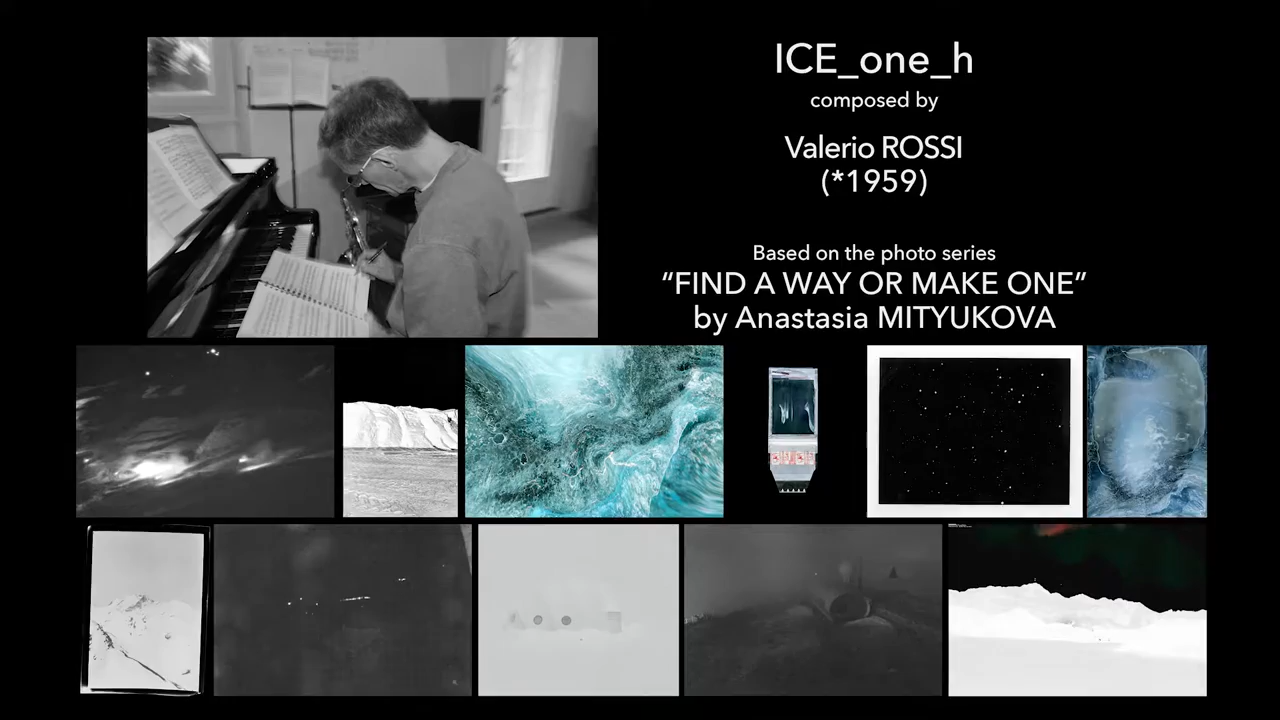 ICE_one_h
composed by
Valerio ROSSI
(*1959)
Based on the photo series
“FIND A WAY OR MAKE ONE”
by Anastasia MITYUKOVA